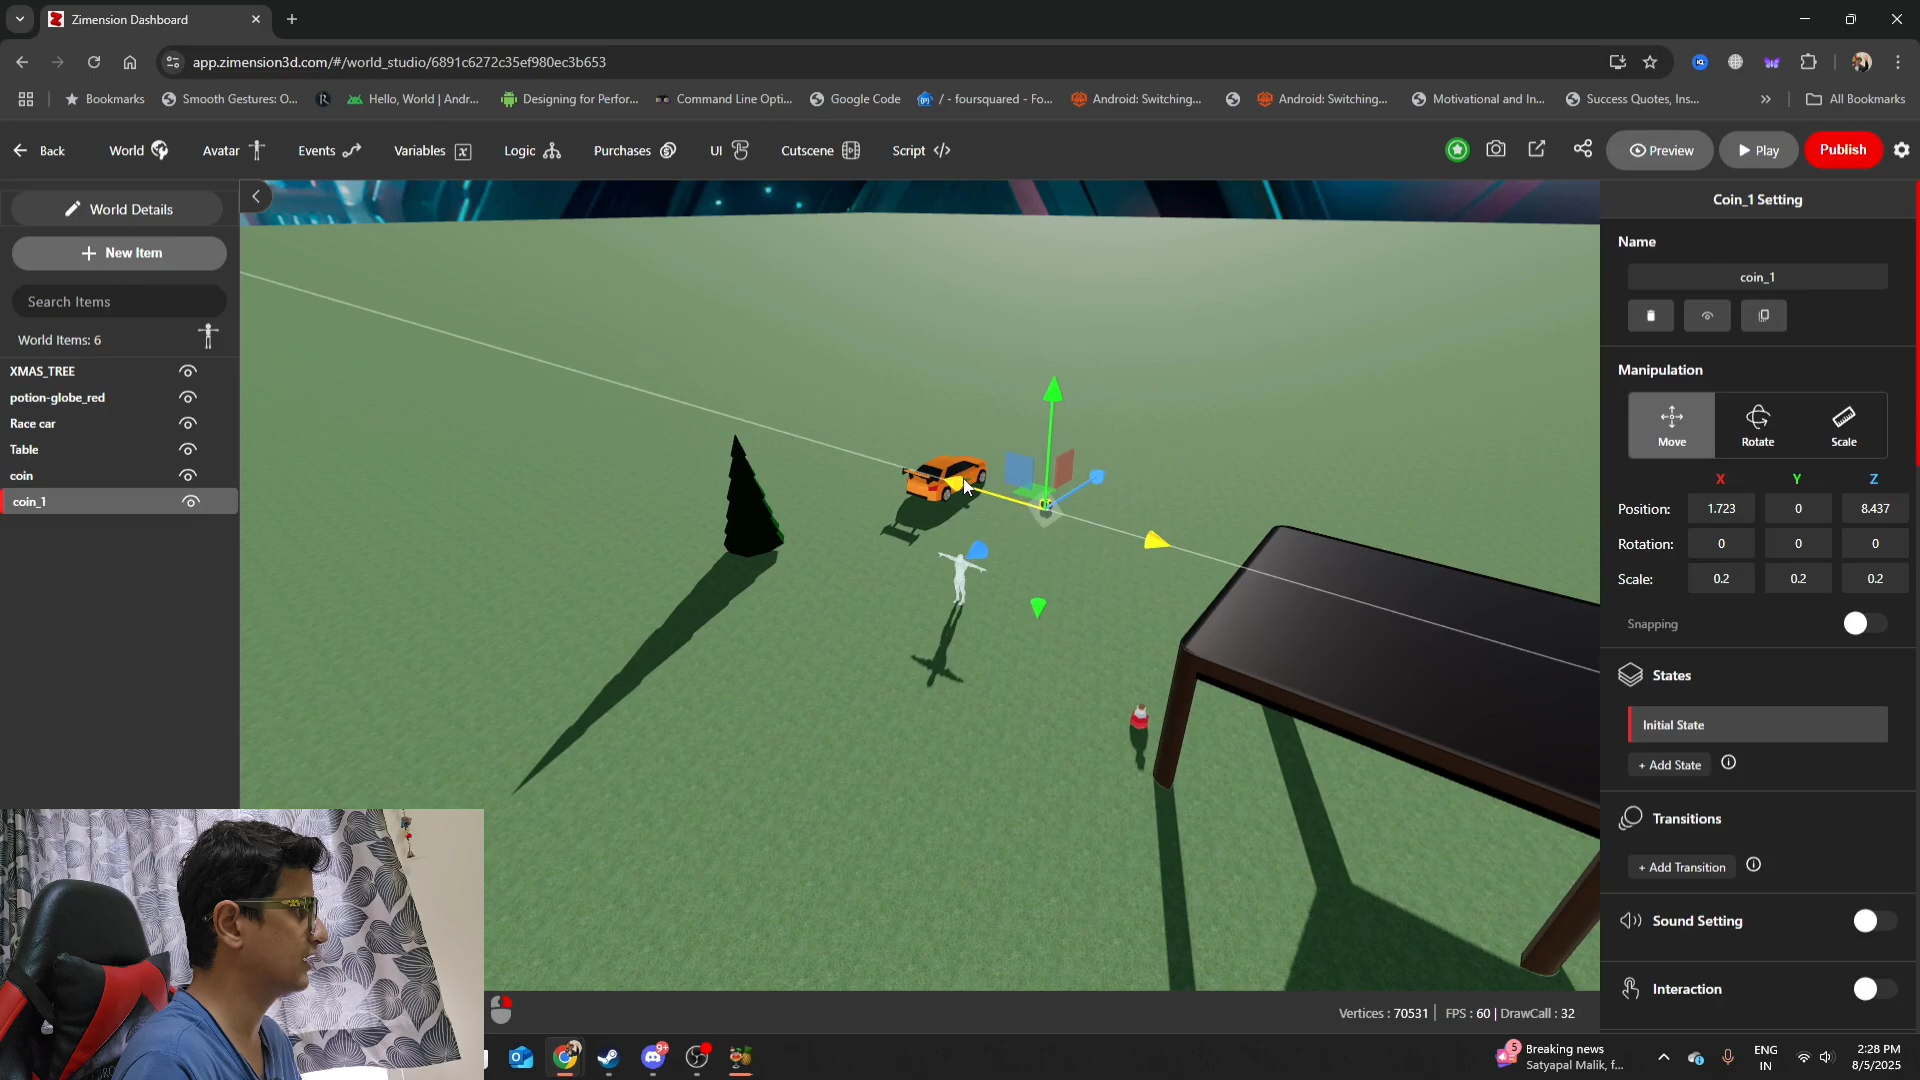 Zimension Dashboard
app.zimension3d.com/#/world_studio/6891c6272c35ef980ec3b653
Bookmarks
Smooth Gestures: O...
Hello, World | Andr...
Designing for Perfor...
Command Line Opti...
Google Code
/ - foursquared - Fo...
Android: Switching...
Android: Switching...
Motivational and In...
Success Quotes, Ins...
All Bookmarks
Back
World
Avatar
Events
Variables
Logic
Purchases
UI
Cutscene
Script
Preview
Play
Publish
World Details
New Item
Search Items
World Items: 6
XMAS_TREE
potion-globe_red
Race car
Table
coin
coin_1
Coin_1 Setting
Name
coin_1
Manipulation
Move Rotate Scale
X Y Z
Position: 1.723 0 8.437
Rotation: 0 0 0
Scale: 0.2 0.2 0.2
Snapping
States
Initial State
+ Add State
Transitions
+ Add Transition
Sound Setting
Interaction
Vertices : 70531 FPS : 60 | DrawCall : 32
9+
5
Breaking news
Satyapal Malik, f...
ENG
IN
2:28 PM
8/5/2025